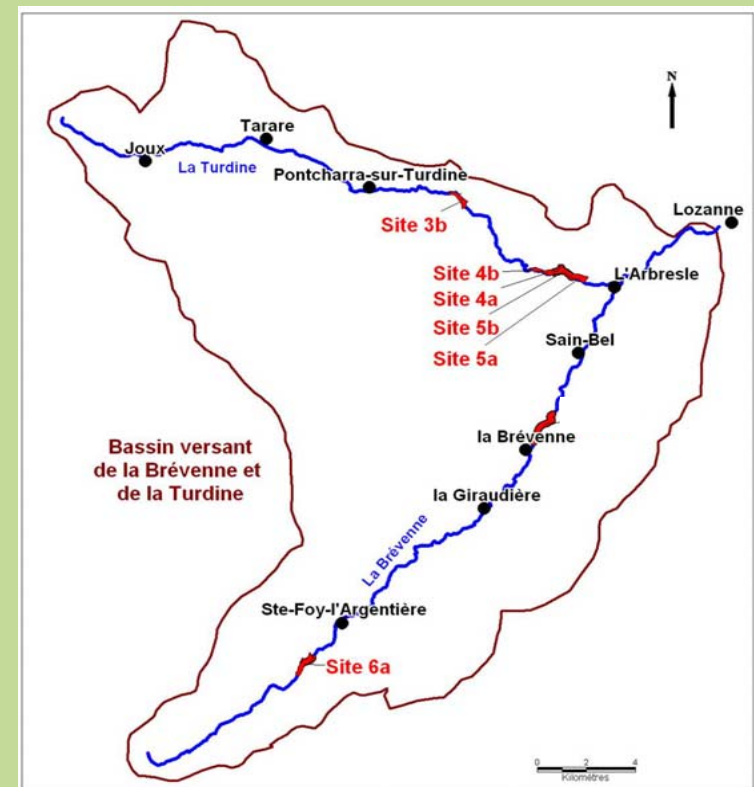 N
Tarare
Joux
La Turdine
Pontcharra-sur-Turdine
Lozanne
Site 3b
Site 4b
Site 4a
Site 5b
Site 5a
L'Arbresle
Sain-Bel
Bassin versant
de la Brévenne et
de la Turdine
la Brévenne
la Giraudière
La Brévenne
Ste-Foy-l'Argentière
Site 6a
0 2 4
Kilomètres